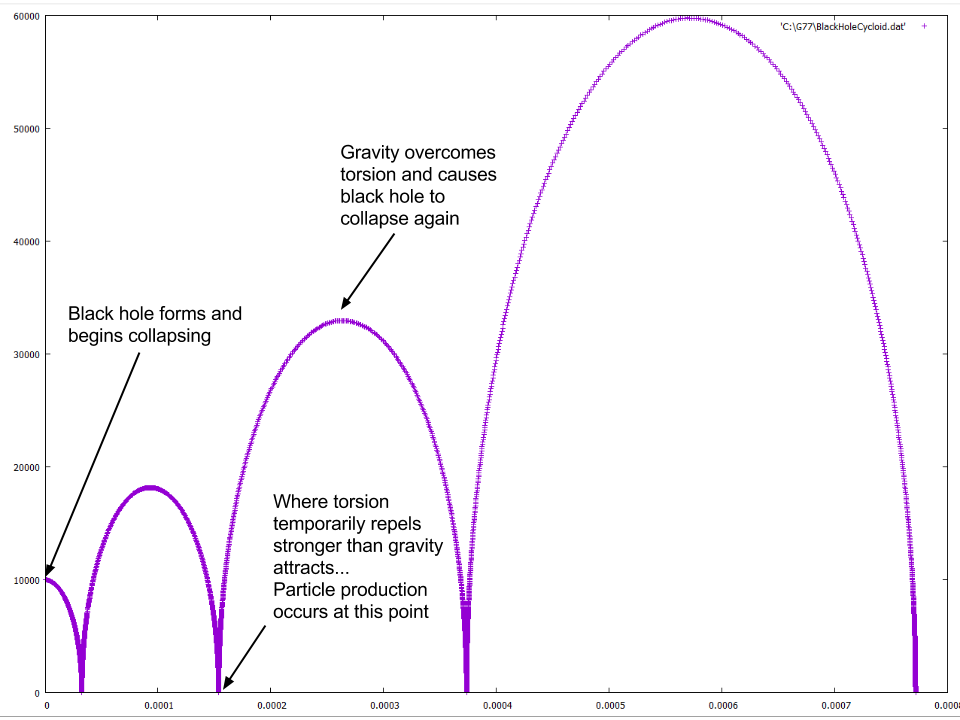 60000
'C:\G77\BlackHoleCycloid.dat'
50000
Gravity overcomes
torsion and causes
black hole to
collapse again
40000
Black hole forms and
begins collapsing
30000
20000
Where torsion
temporarily repels
stronger than gravity
attracts...
Particle production
occurs at this point
10000
0
0 0.0001 0.0002 0.0003 0.0004 0.0005 0.0006 0.0007